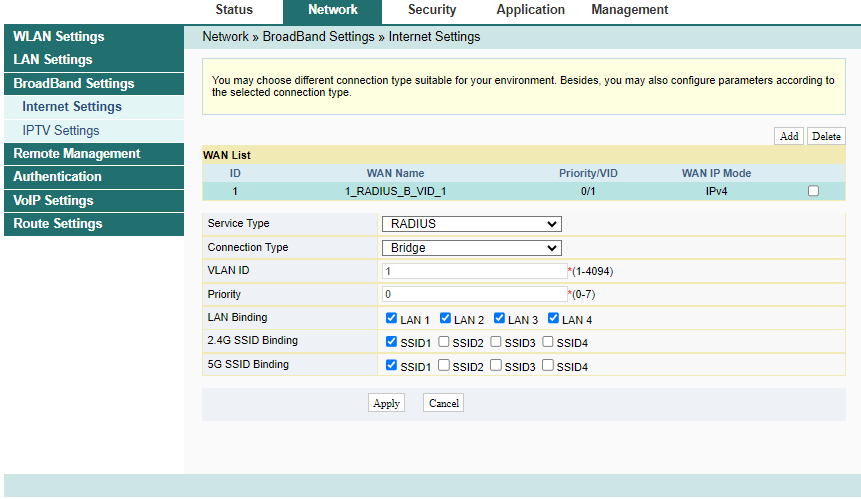 Status Network Security Application Management
WLAN Settings
Network » BroadBand Settings » Internet Settings
LAN Settings
BroadBand Settings
Internet Settings
IPTV Settings
Remote Management
Authentication
VoIP Settings
Route Settings
You may choose different connection type suitable for your environment. Besides, you may also configure parameters according to
the selected connection type.
Add Delete
WAN List
ID WAN Name Priority/VID WAN IP Mode
1 1_RADIUS_B_VID_1 0/1 IPv4
Service Type RADIUS
Connection Type Bridge
VLAN ID 1 *(1-4094)
Priority 0 *(0-7)
LAN Binding LAN 1 LAN 2 LAN 3 LAN 4
2.4G SSID Binding SSID1 SSID2 SSID3 SSID4
5G SSID Binding SSID1 SSID2 SSID3 SSID4
Apply Cancel